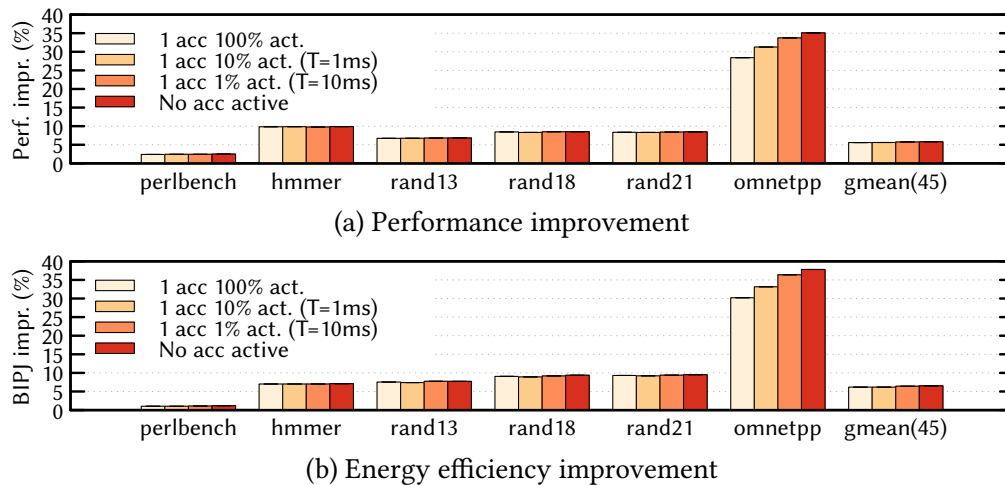 40
35
30
25
20
15
10
5
0
Perf. impr. (%)
1 acc 100% act.
1 acc 10% act. (T=1ms)
1 acc 1% act. (T=10ms)
No acc active
perlbench hmmer rand13 rand18 rand21 omnetpp gmean(45)
(a) Performance improvement
40
35
30
25
20
15
10
5
0
BIPJ impr. (%)
1 acc 100% act.
1 acc 10% act. (T=1ms)
1 acc 1% act. (T=10ms)
No acc active
perlbench hmmer rand13 rand18 rand21 omnetpp gmean(45)
(b) Energy efficiency improvement